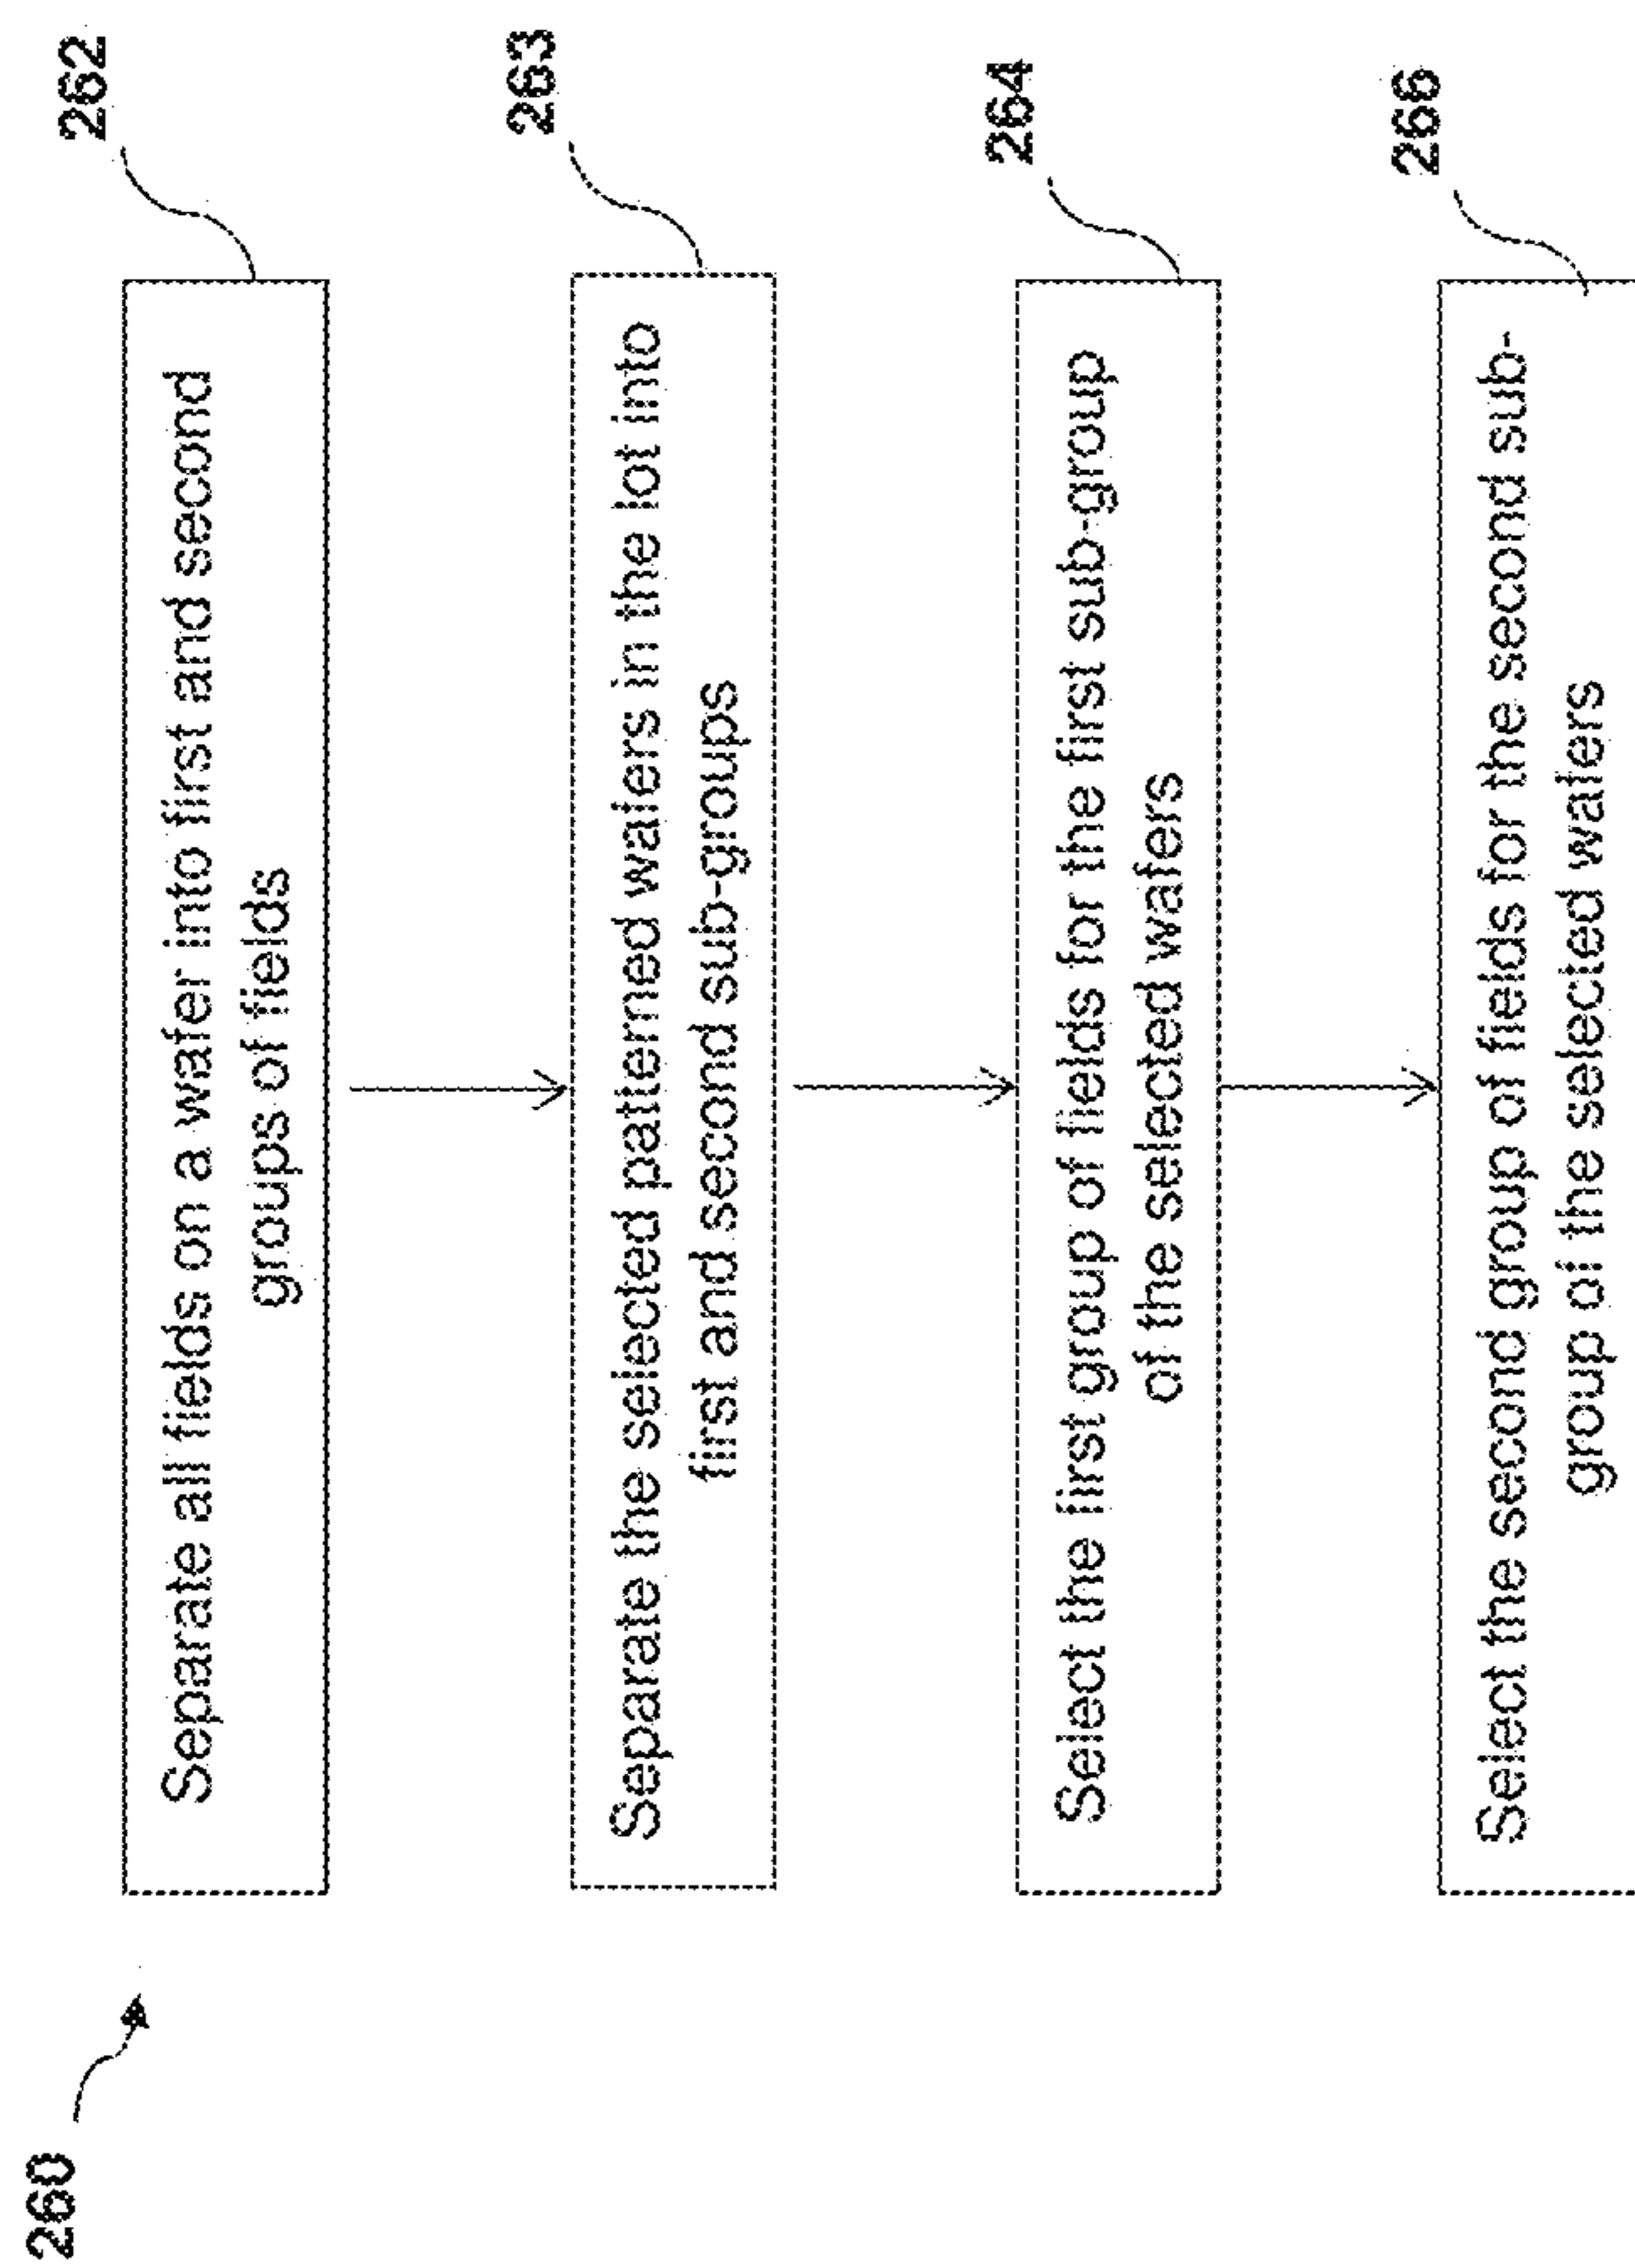 260
262
Separate all fields on a wafer into first and second
groups of fields
263
Separate the selected patterned wafers in the lot into
first and second sub-groups
264
Select the first group of fields for the first sub-group
of the selected wafers
266
Select the second group of fields for the second sub-
group of the selected wafers